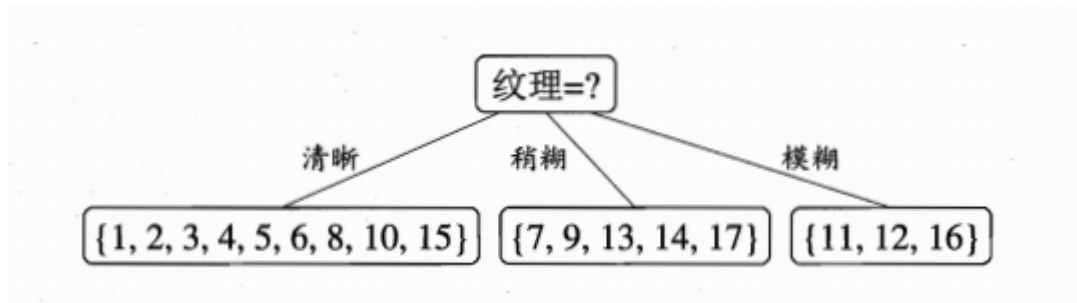 纹理=?
清晰
稍糊
模糊
{1, 2, 3, 4, 5, 6, 8, 10, 15}
{7, 9, 13, 14, 17}
{11, 12, 16}